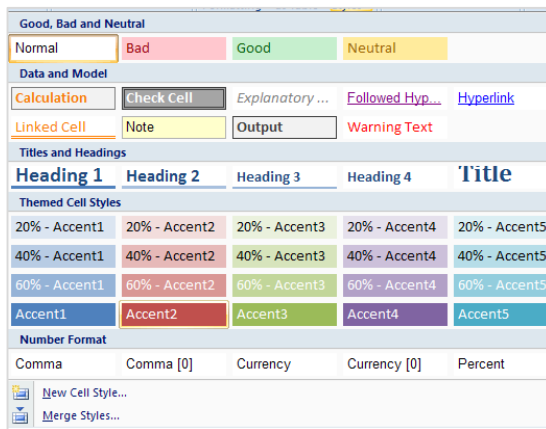 Good, Bad and Neutral
Normal Bad Good Neutral
Data and Model
Calculation Check Cell Explanatory ... Followed Hyp... Hyperlink
Linked Cell Note Output Warning Text
Titles and Headings
Heading 1 Heading 2 Heading 3 Heading 4 Title
Themed Cell Styles
20% - Accent1 20% - Accent2 20% - Accent3 20% - Accent4 20% - Accent5
40% - Accent1 40% - Accent2 40% - Accent3 40% - Accent4 40% - Accent5
60% - Accent1 60% - Accent2 60% - Accent3 60% - Accent4 60% - Accent5
Accent1 Accent2 Accent3 Accent4 Accent5
Number Format
Comma Comma [0] Currency Currency [0] Percent
New Cell Style...
Merge Styles...